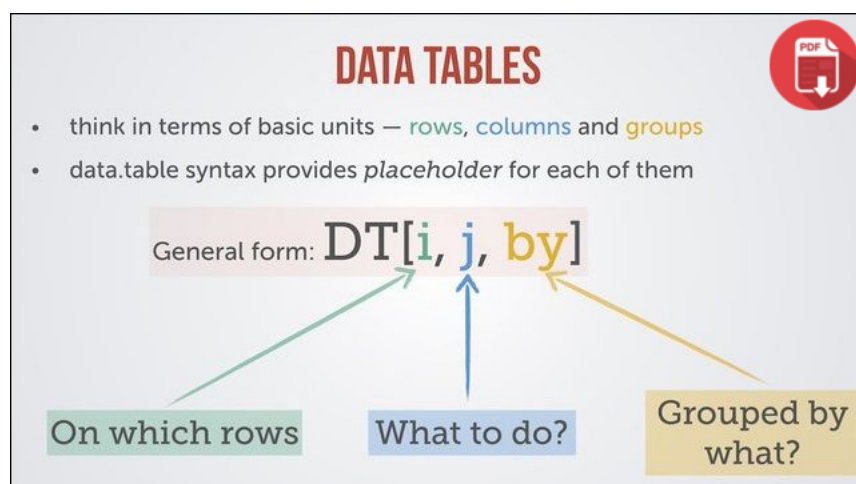 DATA TABLES
PDF
• think in terms of basic units — rows, columns and groups
• data.table syntax provides placeholder for each of them
General form: DT[i, j, by]
On which rows
What to do?
Grouped by
what?